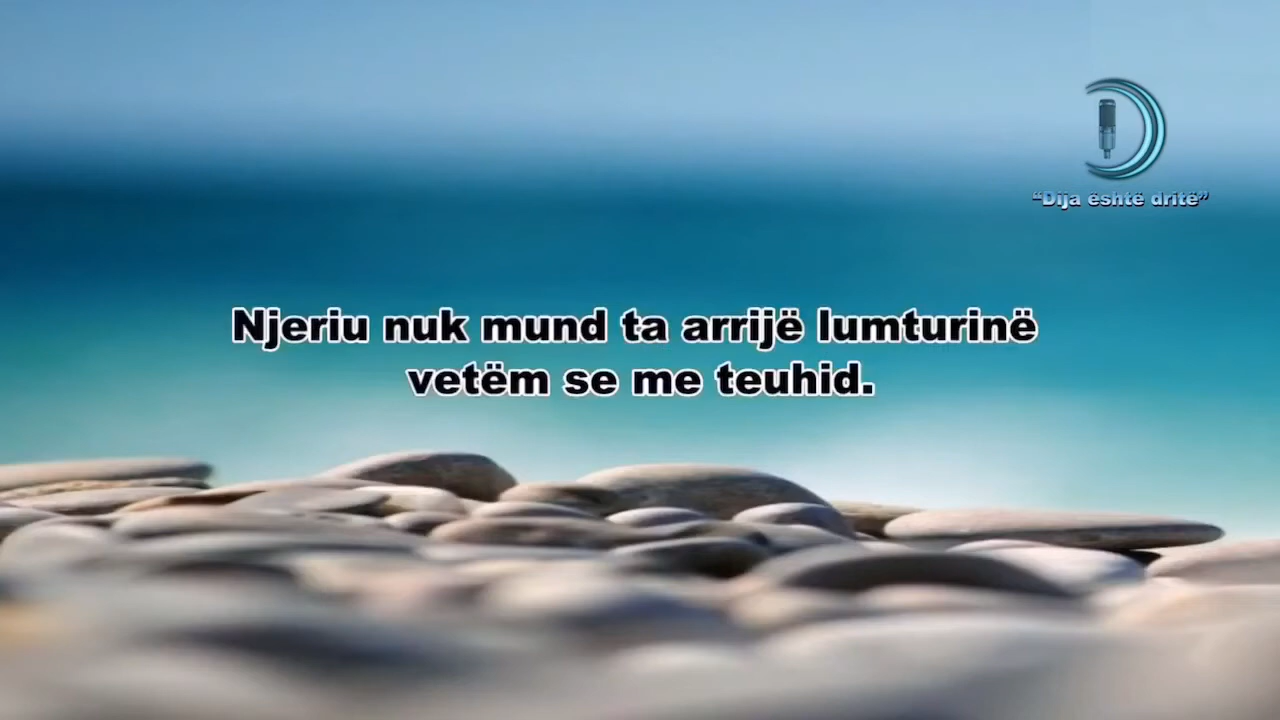 “Dija është dritë”
Njeriu nuk mund ta arrijë lumturinë
vetëm se me teuhid.